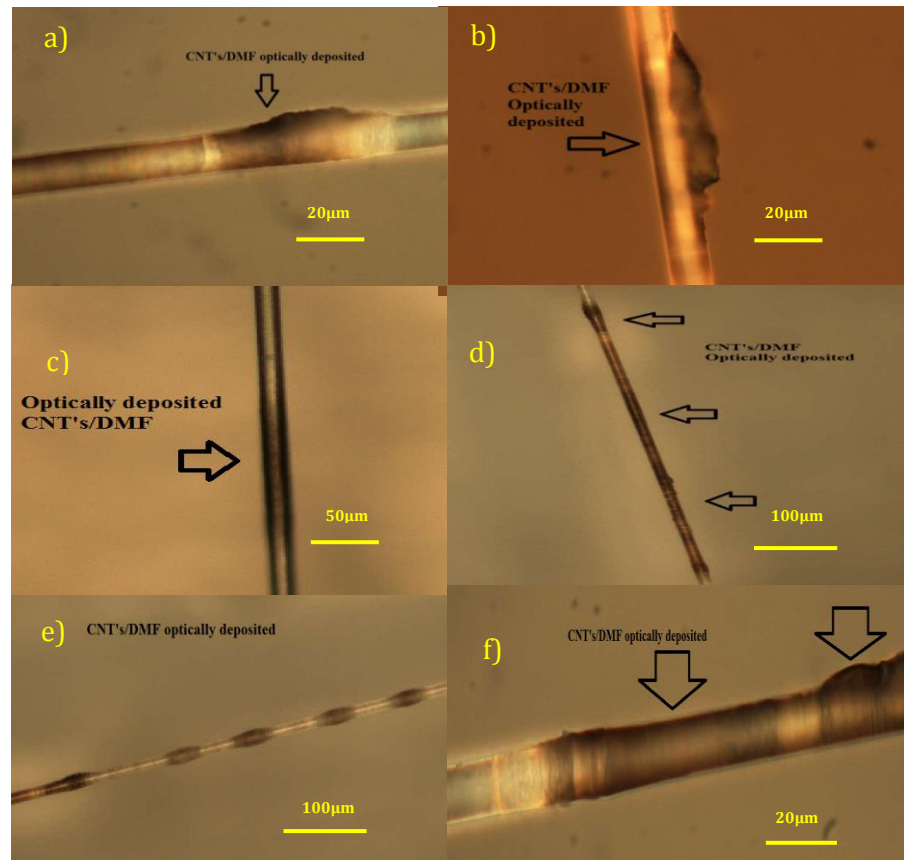 a)
CNT's/DMF optically deposited
20µm
b)
CNT's/DMF
Optically
deposited
20µm
c)
Optically deposited
CNT's/DMF
50µm
d)
CNT's/DMF
Optically deposited
100µm
e)
CNT's/DMF optically deposited
100µm
f)
CNT's/DMF optically deposited
20µm